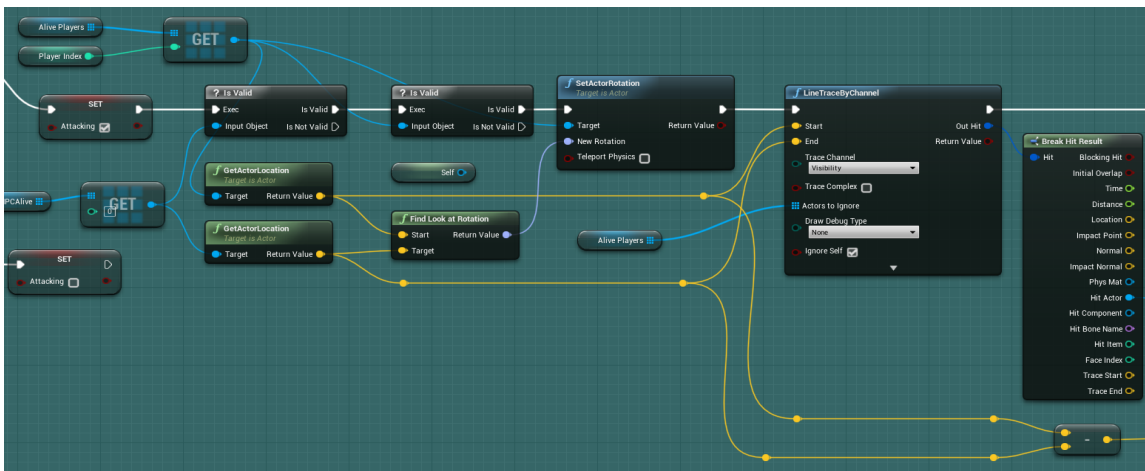 Alive Players
GET
Player Index
SET
Attacking
? Is Valid
Exec
Is Valid
Input Object
Is Not Valid
? Is Valid
Exec
Is Valid
Input Object
Is Not Valid
f SetActorRotation
Target is Actor
Target
Return Value
New Rotation
Teleport Physics
f LineTraceByChannel
Start
Out Hit
End
Return Value
Trace Channel
Visibility
Trace Complex
Actors to Ignore
Draw Debug Type
None
Ignore Self
Break Hit Result
Hit
Blocking Hit
Initial Overlap
Time
Distance
Location
Impact Point
Normal
Impact Normal
Phys Mat
Hit Actor
Hit Component
Hit Bone Name
Hit Item
Face Index
Trace Start
Trace End
f GetActorLocation
Target is Actor
Target
Return Value
Self
PCAlive
GET
0
f GetActorLocation
Target is Actor
Target
Return Value
f Find Look at Rotation
Start
Return Value
Target
Alive Players
SET
Attacking
-